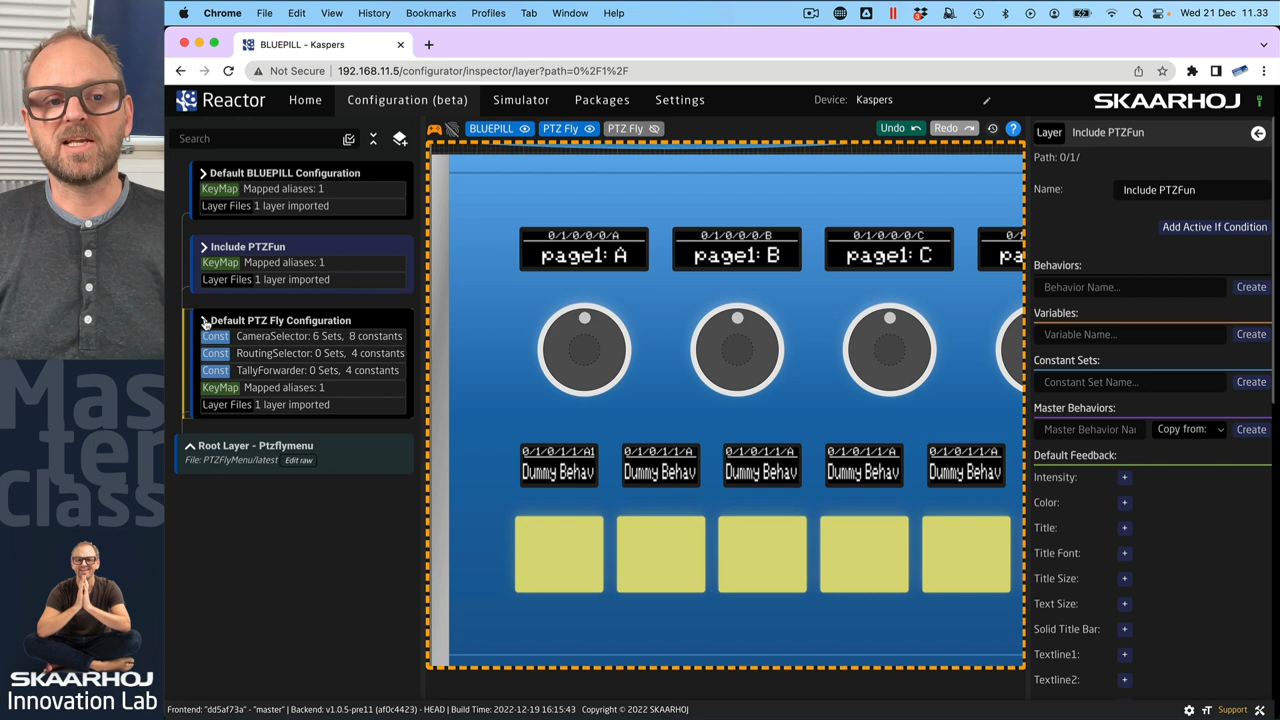 Chrome File Edit View History Bookmarks Profiles Tab Window Help Wed 21 Dec 11.33
BLUEPILL - Kaspers
Not Secure 192.168.11.5/configurator/inspector/layer?path=0%2F1%2F
Reactor Home Configuration (beta) Simulator Packages Settings Device: Kaspers SKAARHOJ
Search
BLUEPILL PTZ Fly PTZ Fly Undo Redo ?
Default BLUEPILL Configuration
KeyMap Mapped aliases: 1
Layer Files 1 layer imported
Include PTZFun
KeyMap Mapped aliases: 1
Layer Files 1 layer imported
Default PTZ Fly Configuration
Const CameraSelector: 6 Sets, 8 constants
Const RoutingSelector: 0 Sets, 4 constants
Const TallyForwarder: 0 Sets, 4 constants
KeyMap Mapped aliases: 1
Layer Files 1 layer imported
Root Layer - Ptzflymenu
File: PTZFlyMenu/latest Edit raw
0/1/0/0/0/A 0/1/0/0/0/B 0/1/0/0/0/C
page1: A page1: B page1: C
0/1/0/1/1/A1 0/1/0/1/1/A 0/1/0/1/1/A 0/1/0/1/1/A 0/1/0/1/1/A
Dummy Behav Dummy Behav Dummy Behav Dummy Behav Dummy Behav
Layer Include PTZFun
Path: 0/1/
Name: Include PTZFun
Add Active If Condition
Behaviors:
Behavior Name... Create
Variables:
Variable Name... Create
Constant Sets:
Constant Set Name... Create
Master Behaviors:
Master Behavior Nar Copy from: Create
Default Feedback:
Intensity: +
Color: +
Title: +
Title Font: +
Title Size: +
Text Size: +
Solid Title Bar: +
Textline1: +
Textline2: +
Master
Class
SKAARHOJ
Innovation Lab
Frontend: "dd5af73a" - "master" | Backend: v1.0.5-pre11 (af0c4423) - HEAD | Build Time: 2022-12-19 16:15:43 Copyright © 2022 SKAARHOJ Support